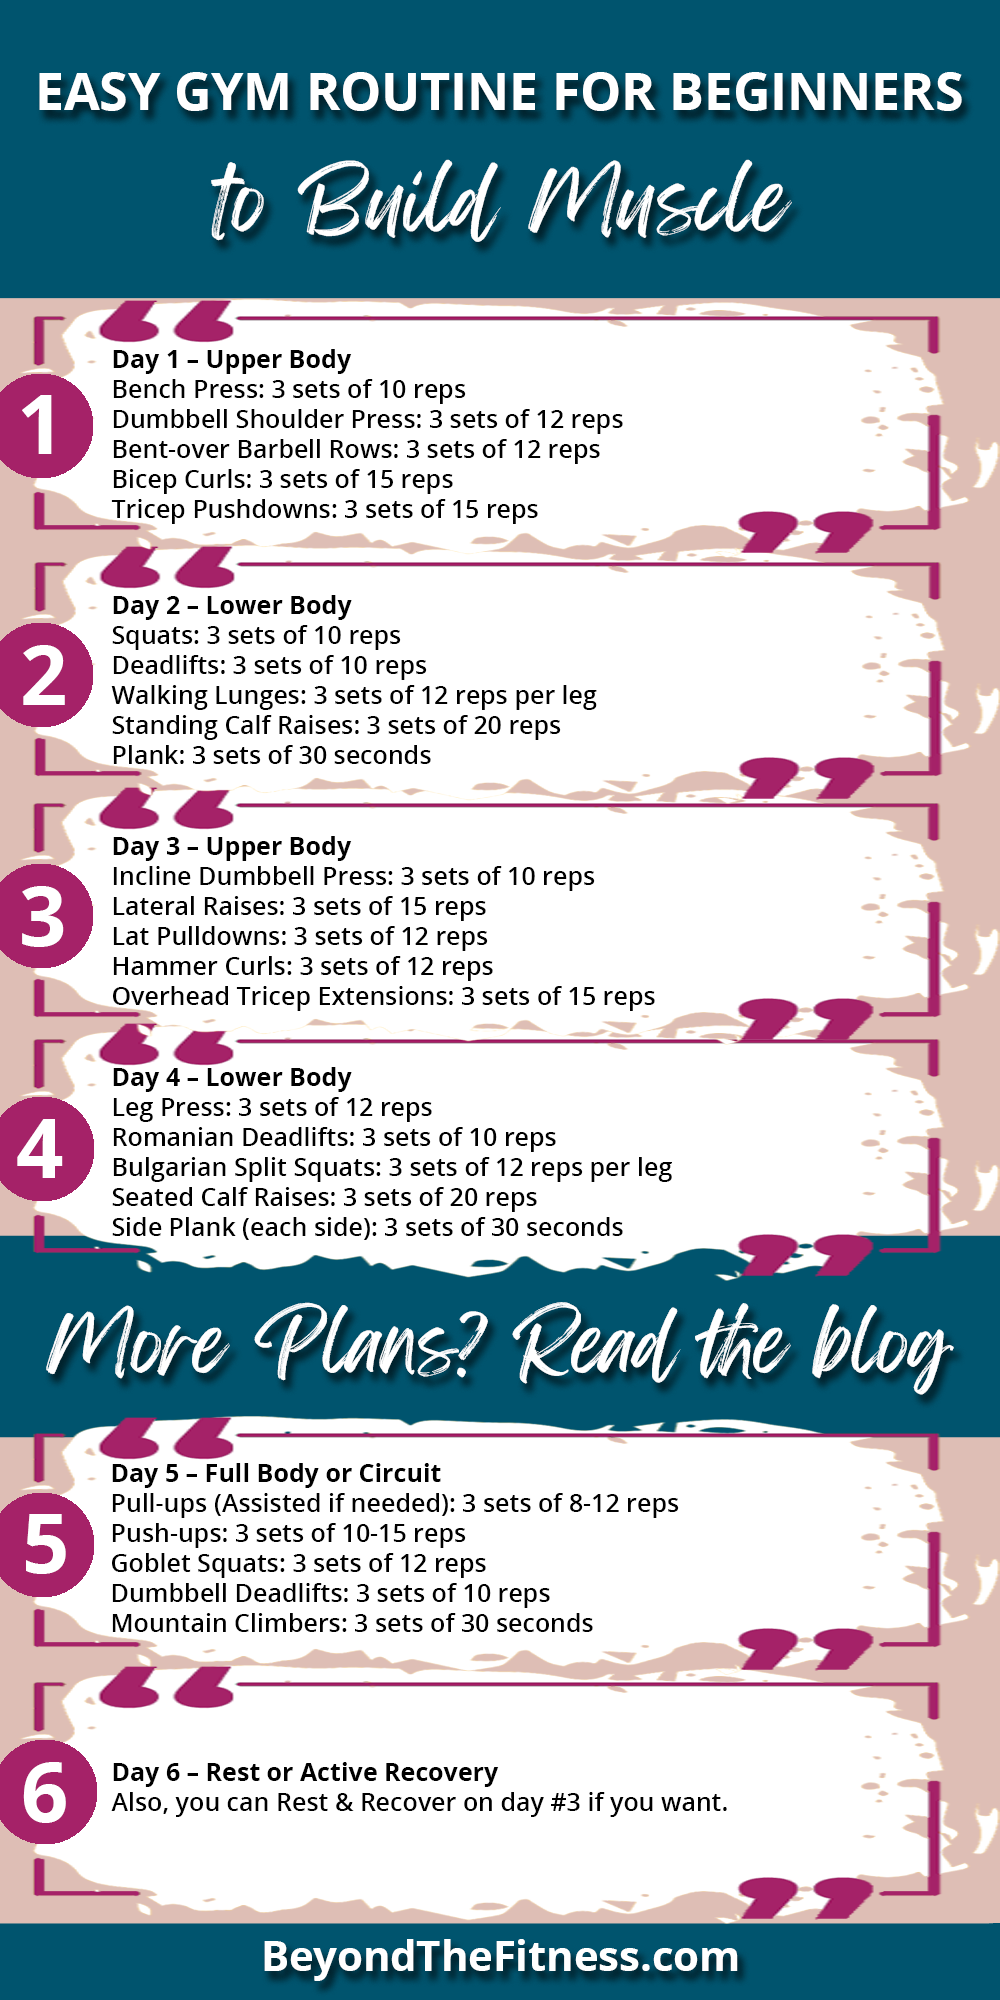 EASY GYM ROUTINE FOR BEGINNERS
to Build Muscle
1
Day 1 – Upper Body
Bench Press: 3 sets of 10 reps
Dumbbell Shoulder Press: 3 sets of 12 reps
Bent-over Barbell Rows: 3 sets of 12 reps
Bicep Curls: 3 sets of 15 reps
Tricep Pushdowns: 3 sets of 15 reps
2
Day 2 – Lower Body
Squats: 3 sets of 10 reps
Deadlifts: 3 sets of 10 reps
Walking Lunges: 3 sets of 12 reps per leg
Standing Calf Raises: 3 sets of 20 reps
Plank: 3 sets of 30 seconds
3
Day 3 – Upper Body
Incline Dumbbell Press: 3 sets of 10 reps
Lateral Raises: 3 sets of 15 reps
Lat Pulldowns: 3 sets of 12 reps
Hammer Curls: 3 sets of 12 reps
Overhead Tricep Extensions: 3 sets of 15 reps
4
Day 4 – Lower Body
Leg Press: 3 sets of 12 reps
Romanian Deadlifts: 3 sets of 10 reps
Bulgarian Split Squats: 3 sets of 12 reps per leg
Seated Calf Raises: 3 sets of 20 reps
Side Plank (each side): 3 sets of 30 seconds
More Plans? Read the blog
5
Day 5 – Full Body or Circuit
Pull-ups (Assisted if needed): 3 sets of 8-12 reps
Push-ups: 3 sets of 10-15 reps
Goblet Squats: 3 sets of 12 reps
Dumbbell Deadlifts: 3 sets of 10 reps
Mountain Climbers: 3 sets of 30 seconds
6
Day 6 – Rest or Active Recovery
Also, you can Rest & Recover on day #3 if you want.
BeyondTheFitness.com